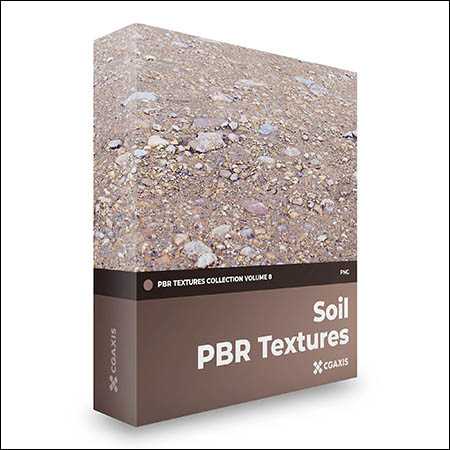 PBR TEXTURES COLLECTION VOLUME 8
PNG
Soil
PBR Textures
CGAXIS
CGAXIS